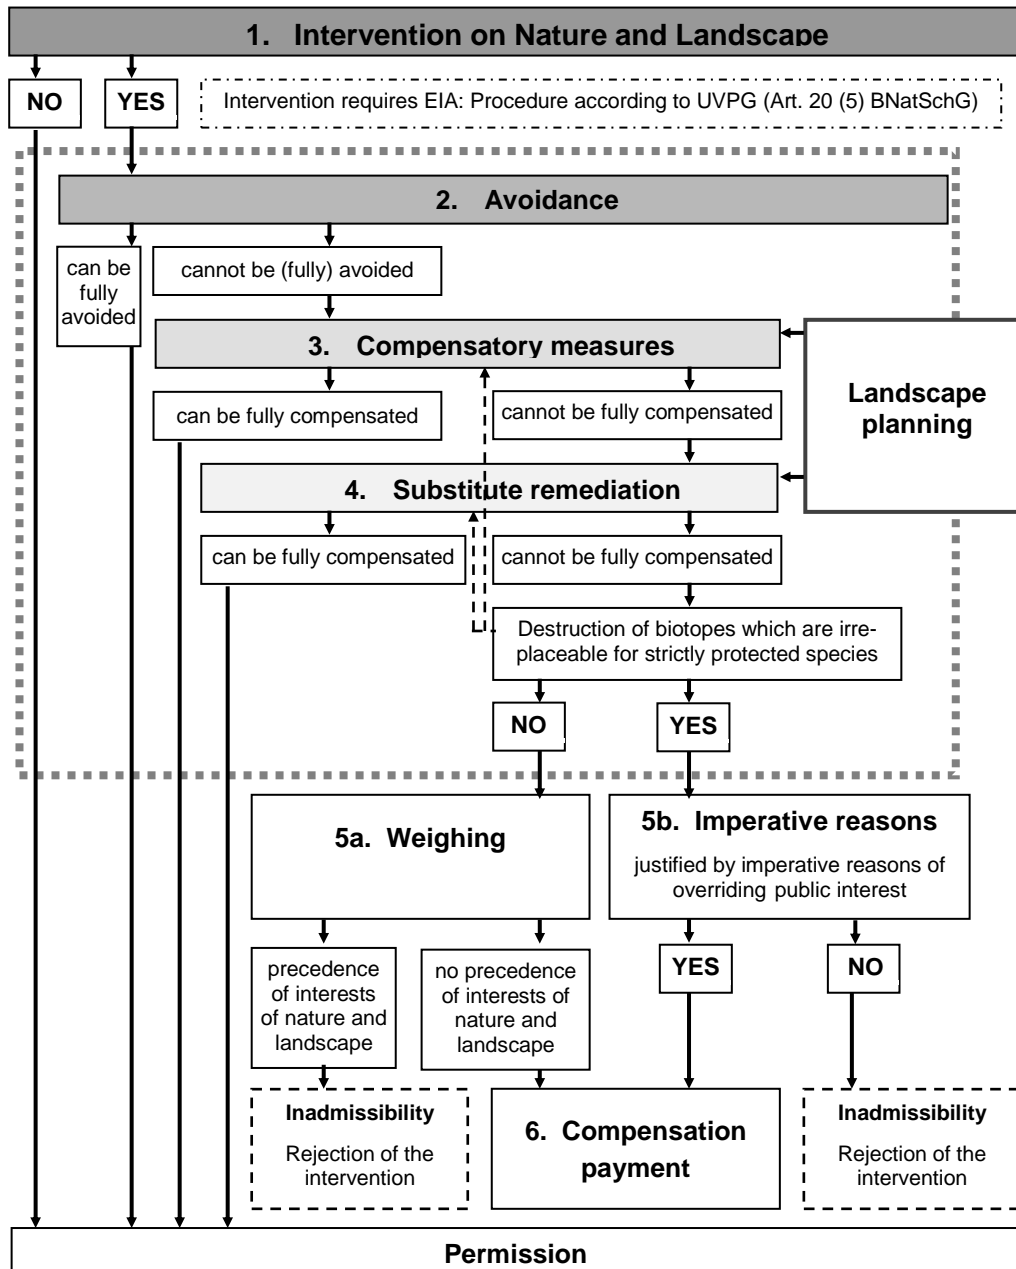 1. Intervention on Nature and Landscape
NO
YES
Intervention requires EIA: Procedure according to UVPG (Art. 20 (5) BNatSchG)
2. Avoidance
can be
fully
avoided
cannot be (fully) avoided
3. Compensatory measures
Landscape
planning
can be fully compensated
cannot be fully compensated
4. Substitute remediation
can be fully compensated
cannot be fully compensated
Destruction of biotopes which are irre-
placeable for strictly protected species
NO
YES
5a. Weighing
5b. Imperative reasons
justified by imperative reasons of
overriding public interest
precedence
of interests
of nature and
landscape
no precedence
of interests of
nature and
landscape
YES
NO
Inadmissibility
Rejection of the
intervention
6. Compensation
payment
Inadmissibility
Rejection of the
intervention
Permission